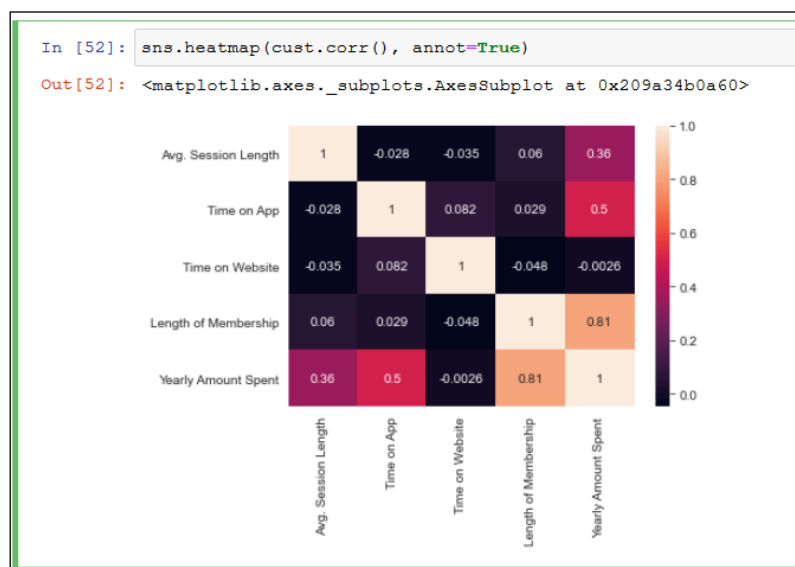 In [52]: sns.heatmap(cust.corr(), annot=True)
Out[52]: <matplotlib.axes._subplots.AxesSubplot at 0x209a34b0a60>
Avg. Session Length 1 -0.028 -0.035 0.06 0.36
Time on App -0.028 1 0.082 0.029 0.5
Time on Website -0.035 0.082 1 -0.048 -0.0026
Length of Membership 0.06 0.029 -0.048 1 0.81
Yearly Amount Spent 0.36 0.5 -0.0026 0.81 1
1.0
0.8
0.6
0.4
0.2
0.0
Avg. Session Length
Time on App
Time on Website
Length of Membership
Yearly Amount Spent